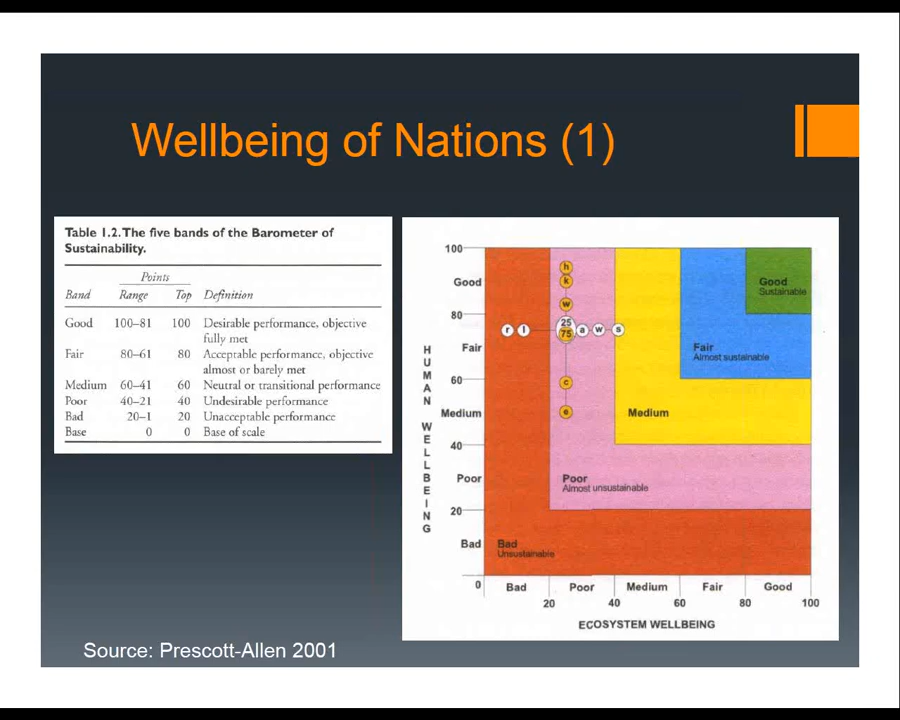 Wellbeing of Nations (1)
Table 1.2. The five bands of the Barometer of
Sustainability.
Points
Band Range Top Definition
Good 100–81 100 Desirable performance, objective
fully met
Fair 80–61 80 Acceptable performance, objective
almost or barely met
Medium 60–41 60 Neutral or transitional performance
Poor 40–21 40 Undesirable performance
Bad 20–1 20 Unacceptable performance
Base 0 0 Base of scale
HUMAN WELLBEING
100
Good
80
Fair
60
Medium
40
Poor
20
Bad
0
h
k
w
25
75
r l a w s
c
e
Good
Sustainable
Fair
Almost sustainable
Medium
Poor
Almost unsustainable
Bad
Unsustainable
Bad Poor Medium Fair Good
20 40 60 80 100
ECOSYSTEM WELLBEING
Source: Prescott-Allen 2001